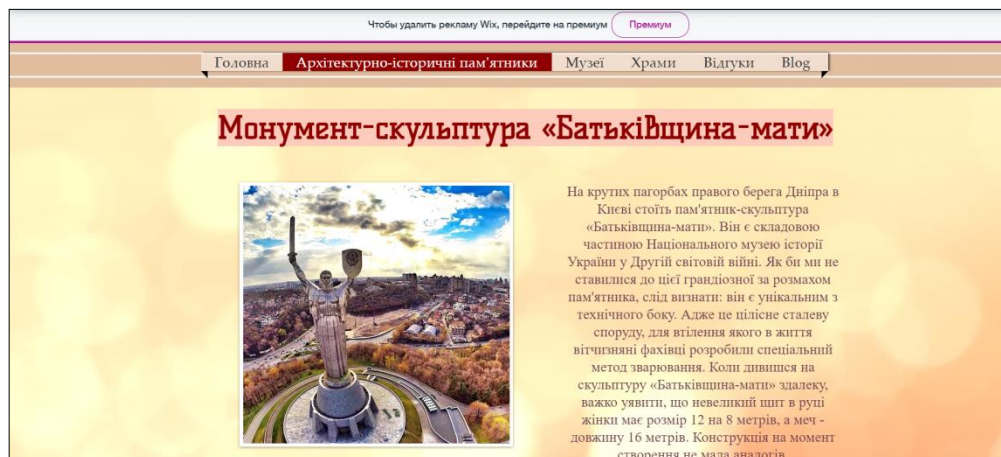 Чтобы удалить рекламу Wix, перейдите на премиум Премиум
Головна Архітектурно-історичні пам'ятники Музеї Храми Відгуки Blog
Монумент-скульптура «Батьківщина-мати»
На крутих пагорбах правого берега Дніпра в
Києві стоїть пам'ятник-скульптура
«Батьківщина-мати». Він є складовою
частиною Національного музею історії
України у Другій світовій війні. Як би ми не
ставилися до цієї грандіозної за розмахом
пам'ятника, слід визнати: він є унікальним з
технічного боку. Адже це цілісне сталеву
споруду, для втілення якого в життя
вітчизняні фахівці розробили спеціальний
метод зварювання. Коли дивишся на
скульптуру «Батьківщина-мати» здалеку,
важко уявити, що невеликий щит в руці
жінки має розмір 12 на 8 метрів, а меч -
довжину 16 метрів. Конструкція на момент
створення не мала аналогів